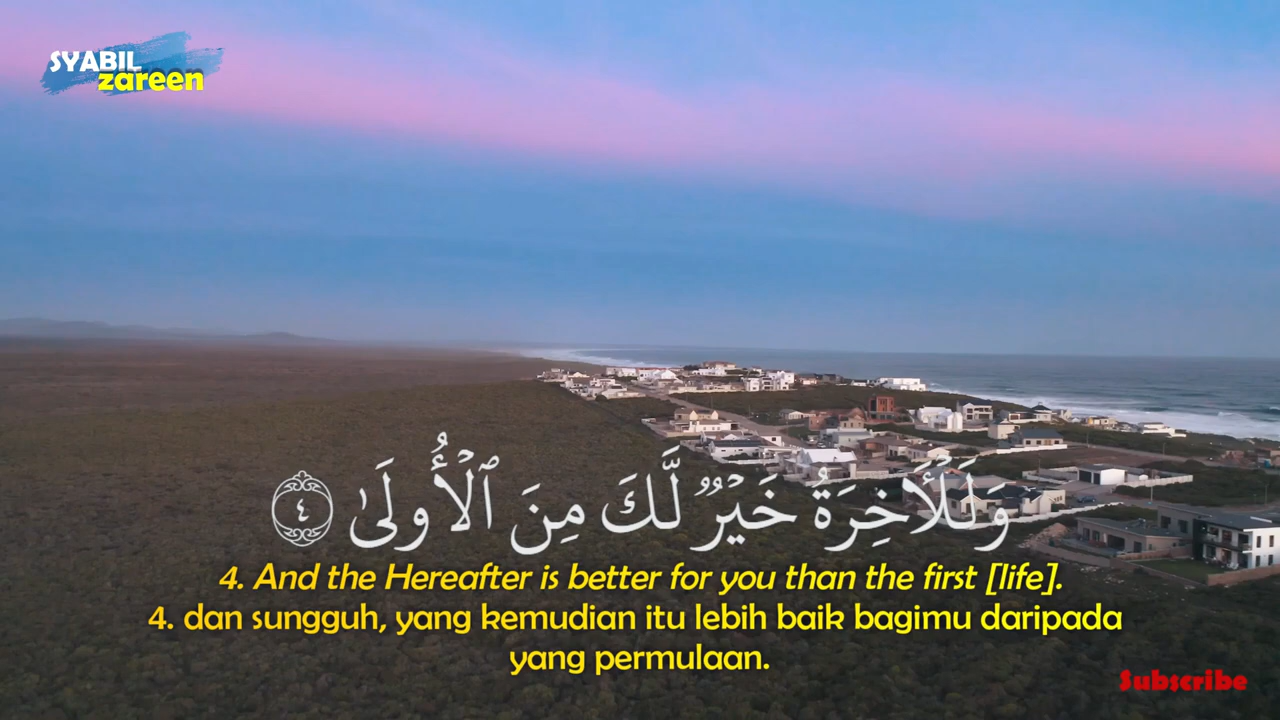 SYABIL
zareen
وَلَلْأَخِرَةُ خَيْرٌ لَّكَ مِنَ ٱلْأُولَىٰ ٤
4. And the Hereafter is better for you than the first [life].
4. dan sungguh, yang kemudian itu lebih baik bagimu daripada
yang permulaan.
Subscribe